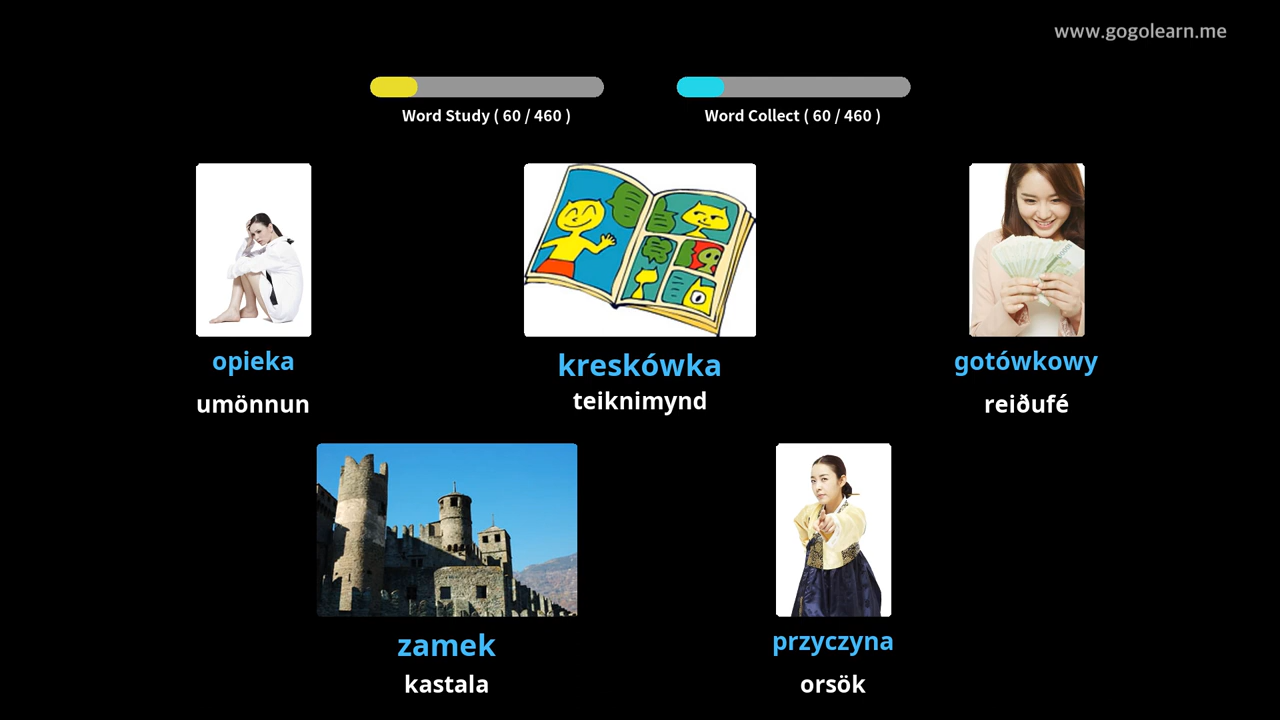 www.gogolearn.me
Word Study ( 60 / 460 )
Word Collect ( 60 / 460 )
opieka
umönnun
kreskówka
teiknimynd
gotówkowy
reiðufé
zamek
kastala
przyczyna
orsök